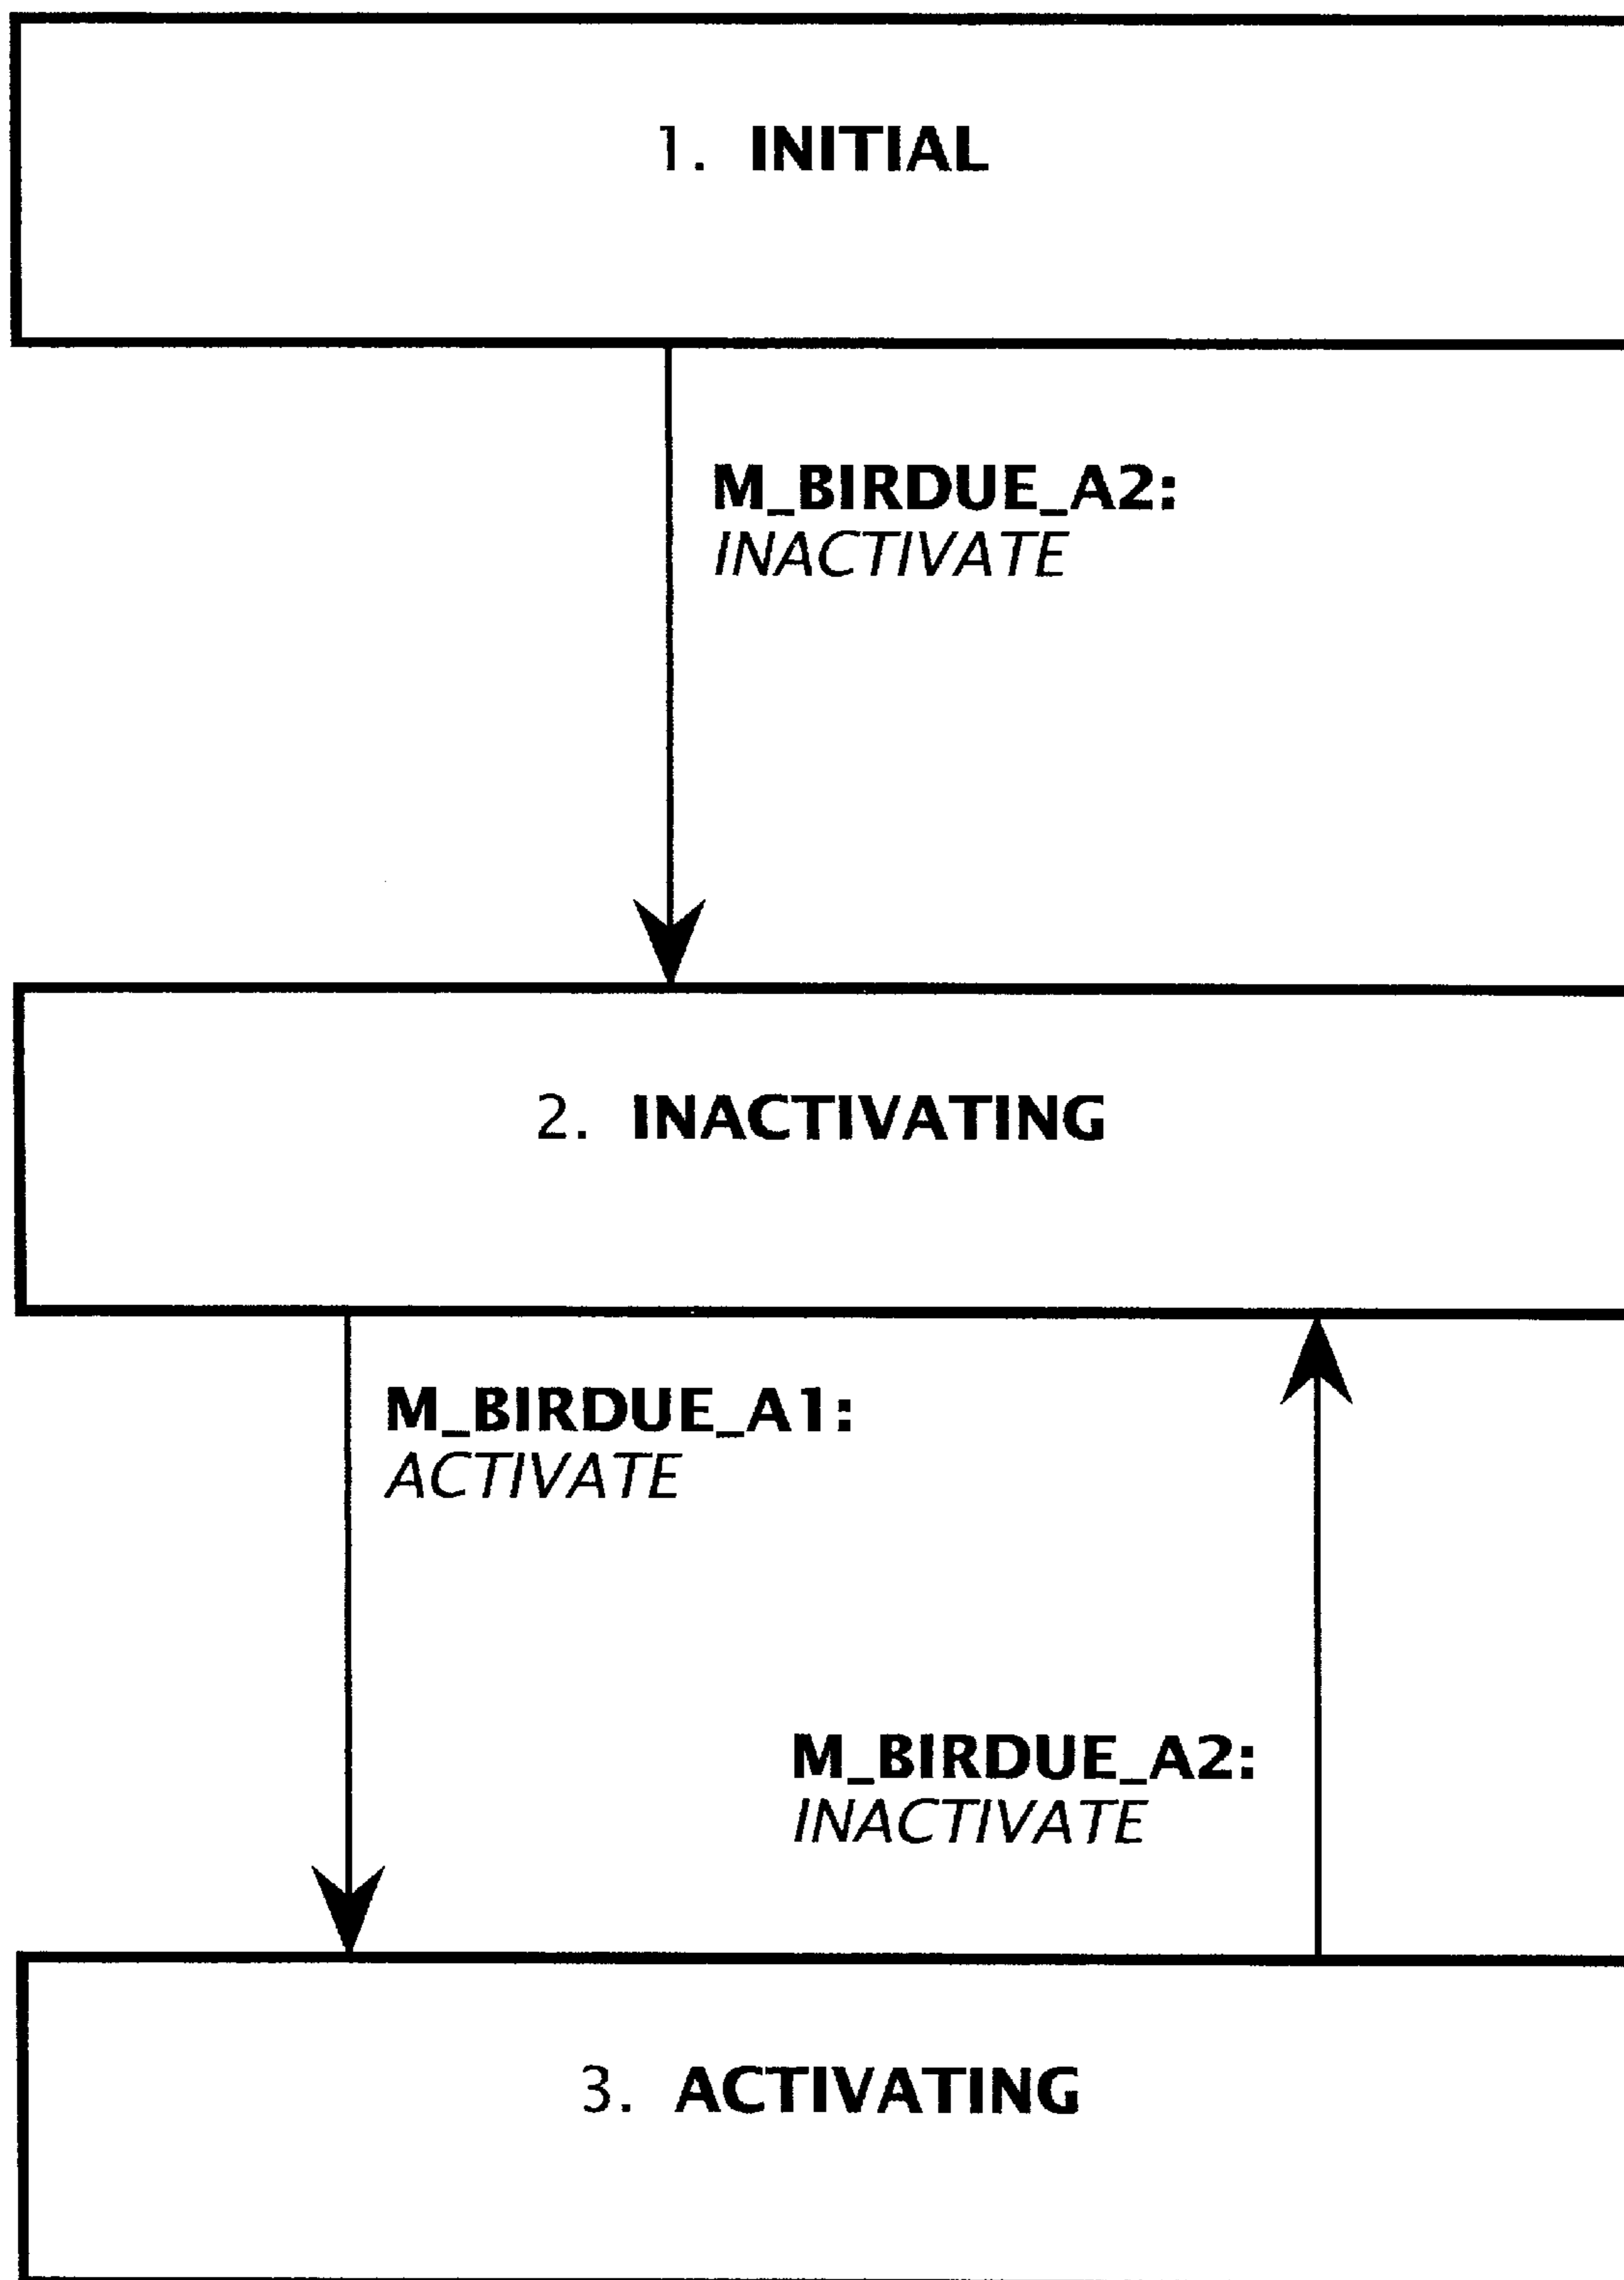 1. INITIAL
M_BIRDUE_A2:
INACTIVATE
2. INACTIVATING
M_BIRDUE_A1:
ACTIVATE
M_BIRDUE_A2:
INACTIVATE
3. ACTIVATING